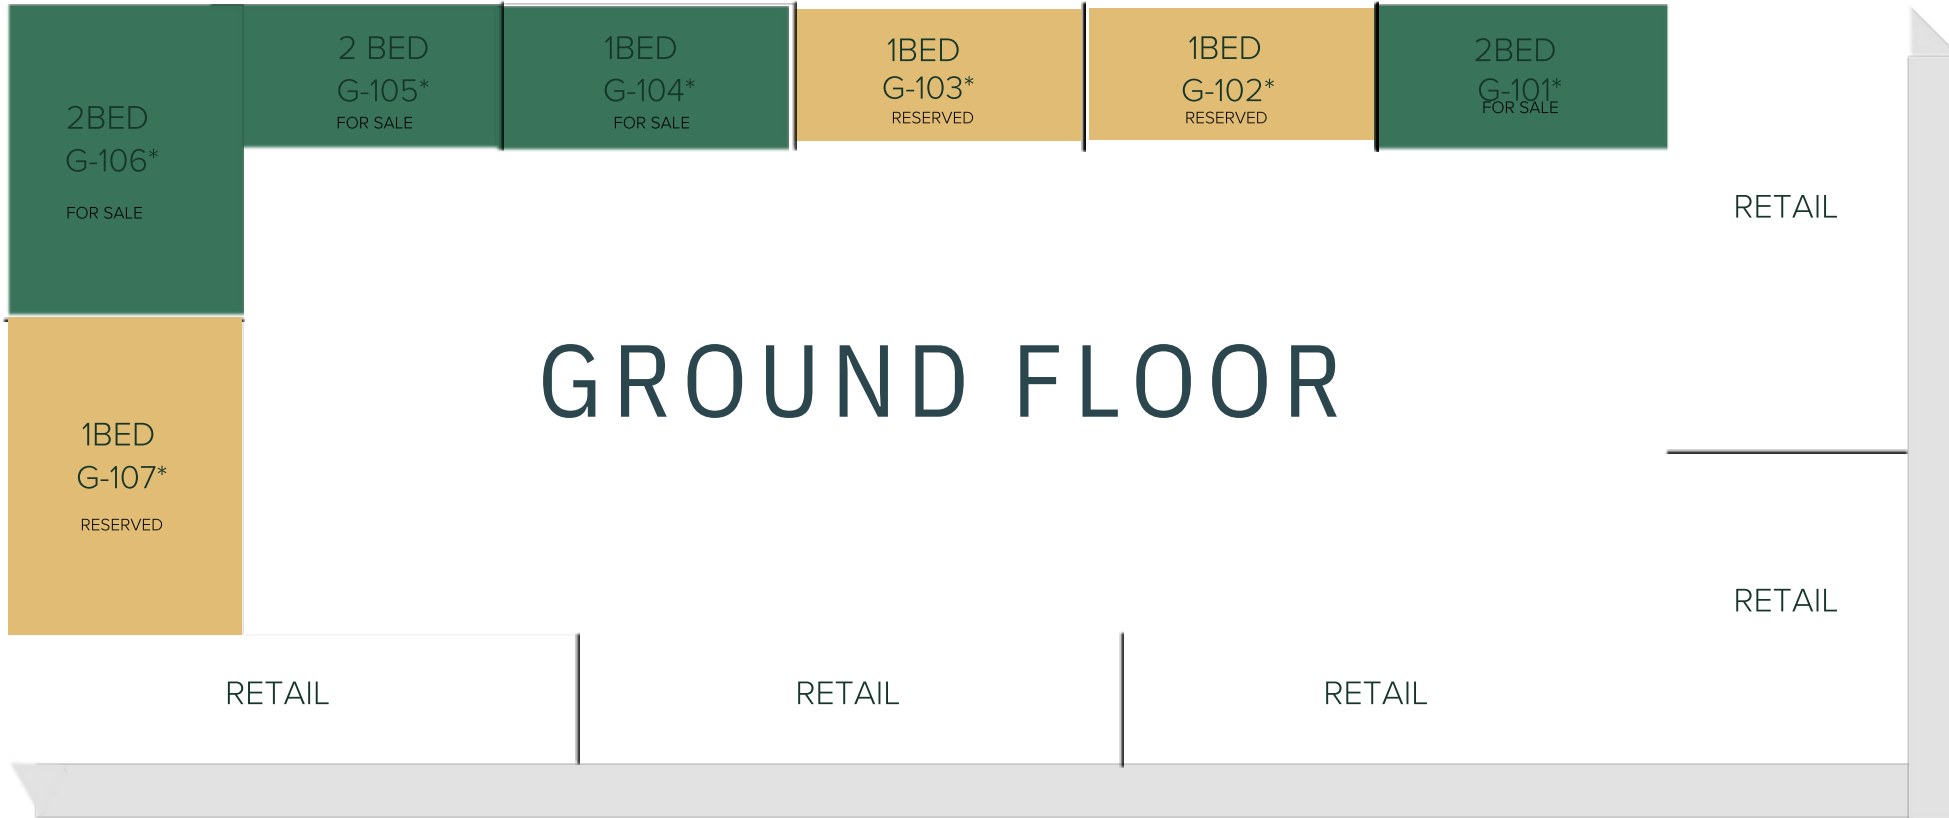 2BED
G-106*
FOR SALE
2 BED
G-105*
FOR SALE
1BED
G-104*
FOR SALE
1BED
G-103*
RESERVED
1BED
G-102*
RESERVED
2BED
G-101*
FOR SALE
RETAIL
GROUND FLOOR
1BED
G-107*
RESERVED
RETAIL
RETAIL
RETAIL
RETAIL